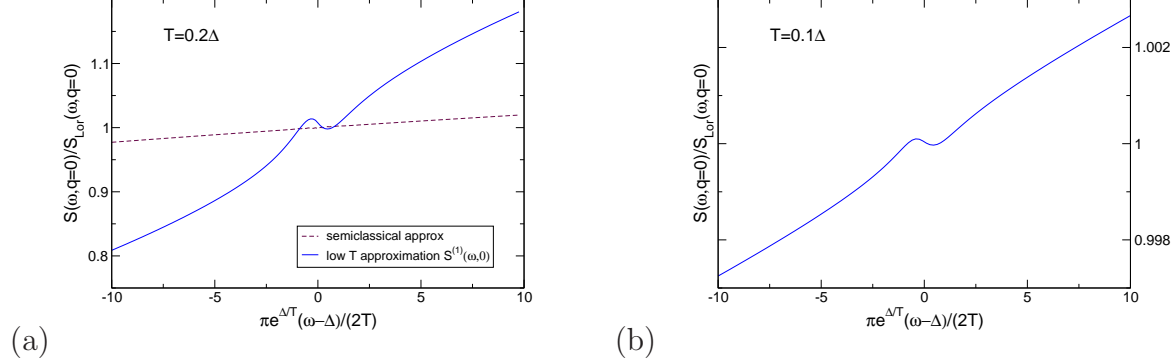 T=0.2Δ
S(ω,q=0)/S_Lor(ω,q=0)
1.1
1
0.9
0.8
semiclassical approx
low T approximation S^(1)(ω,0)
-10 -5 0 5 10
πe^Δ/T(ω−Δ)/(2T)
(a)
T=0.1Δ
S(ω,q=0)/S_Lor(ω,q=0)
1.002
1
0.998
-10 -5 0 5 10
πe^Δ/T(ω−Δ)/(2T)
(b)